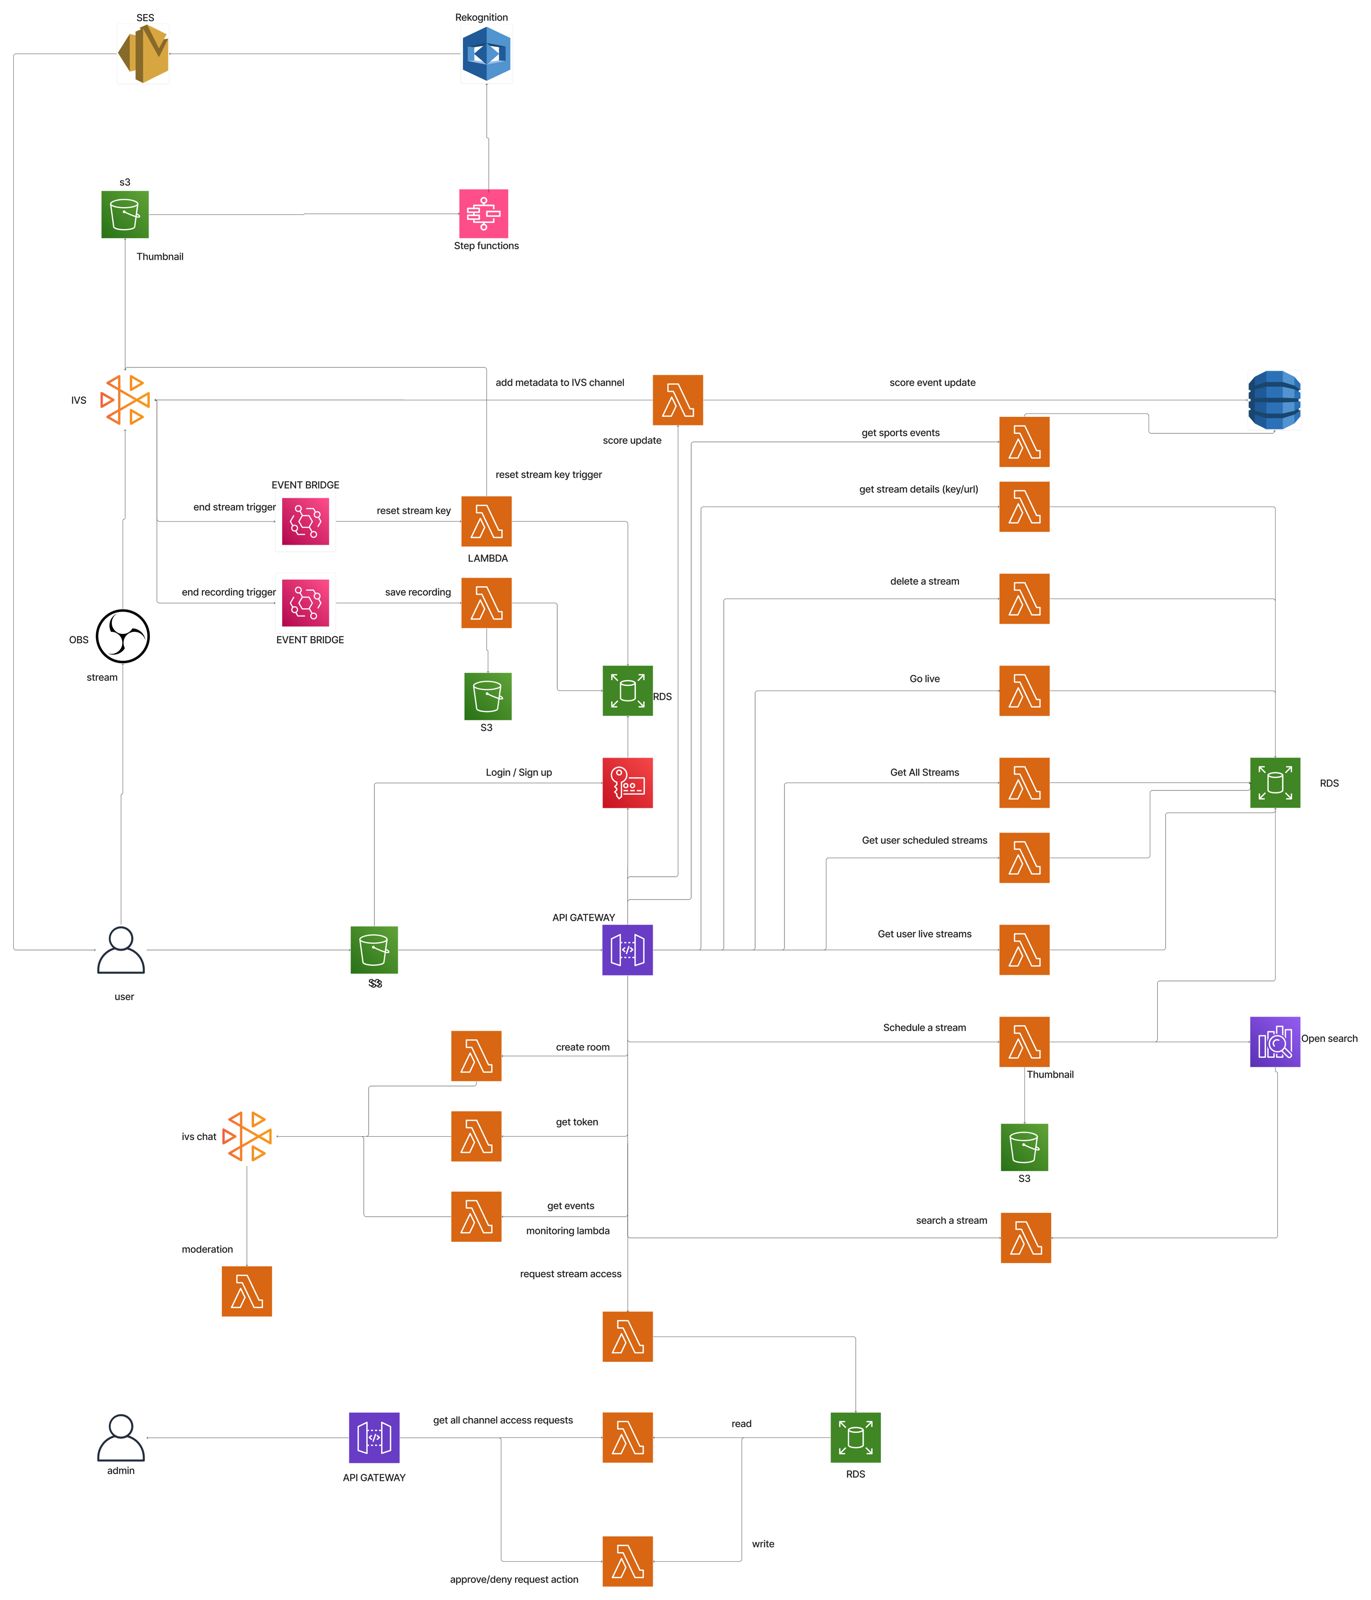 SES
Rekognition
s3
Thumbnail
Step functions
IVS
add metadata to IVS channel
score event update
score update
get sports events
reset stream key trigger
EVENT BRIDGE
get stream details (key/url)
end stream trigger
reset stream key
LAMBDA
delete a stream
end recording trigger
save recording
EVENT BRIDGE
OBS
stream
Go live
RDS
S3
Login / Sign up
Get All Streams
RDS
Get user scheduled streams
API GATEWAY
Get user live streams
S3
S3
user
Schedule a stream
Open search
create room
Thumbnail
get token
ivs chat
S3
get events
monitoring lambda
search a stream
moderation
request stream access
get all channel access requests
read
admin
API GATEWAY
RDS
write
approve/deny request action